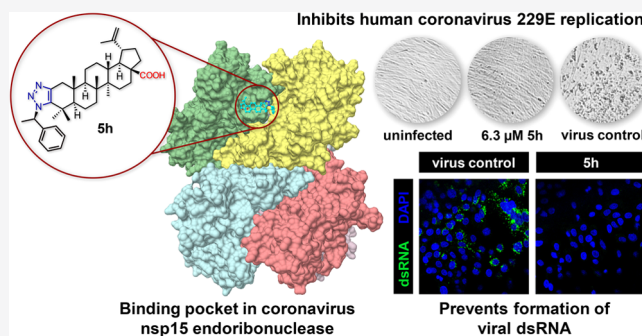 Inhibits human coronavirus 229E replication
H
COOH
H
H
H
N
N
N
5h
uninfected
6.3 µM 5h
virus control
virus control
5h
dsRNA DAPI
Binding pocket in coronavirus
nsp15 endoribonuclease
Prevents formation of
viral dsRNA